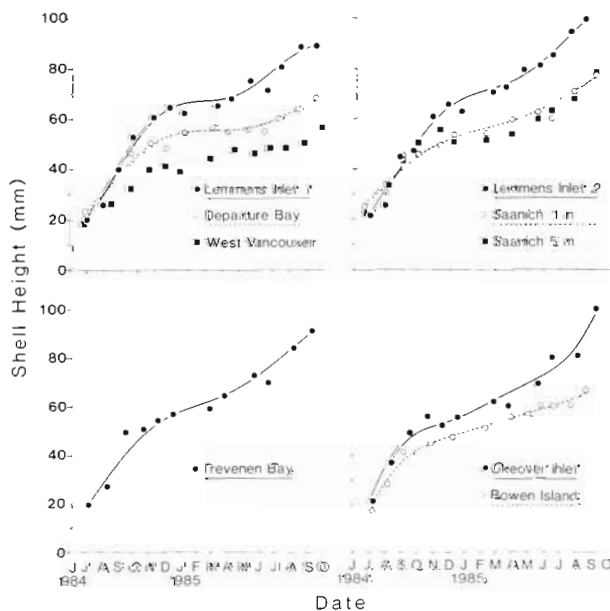 Shell Height (mm)
100
80
60
40
20
0
Lemmens Inlet 1
Departure Bay
West Vancouver
Lemmens Inlet 2
Saanich 1 m
Saanich 5 m
100
80
60
40
20
0
Trevenen Bay
Okeover Inlet
Bowen Island
J J A S O N D J F M A M J J A S O
1984 1985
J J A S O N D J F M A M J J A S O
1984 1985
Date